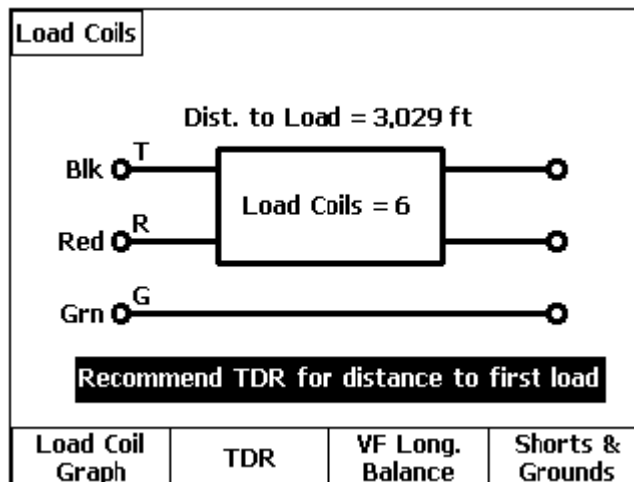 Load Coils
Dist. to Load = 3,029 ft
Blk T
Load Coils = 6
Red R
Grn G
Recommend TDR for distance to first load
Load Coil
Graph
TDR
VF Long.
Balance
Shorts &
Grounds